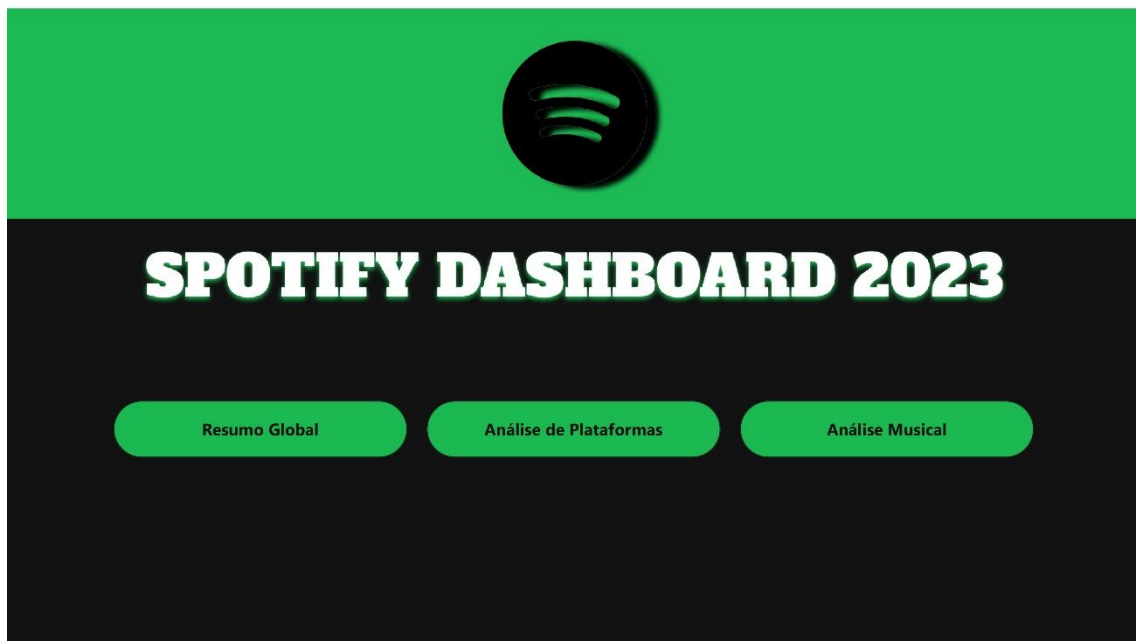 SPOTIFY DASHBOARD 2023
Resumo Global
Análise de Plataformas
Análise Musical